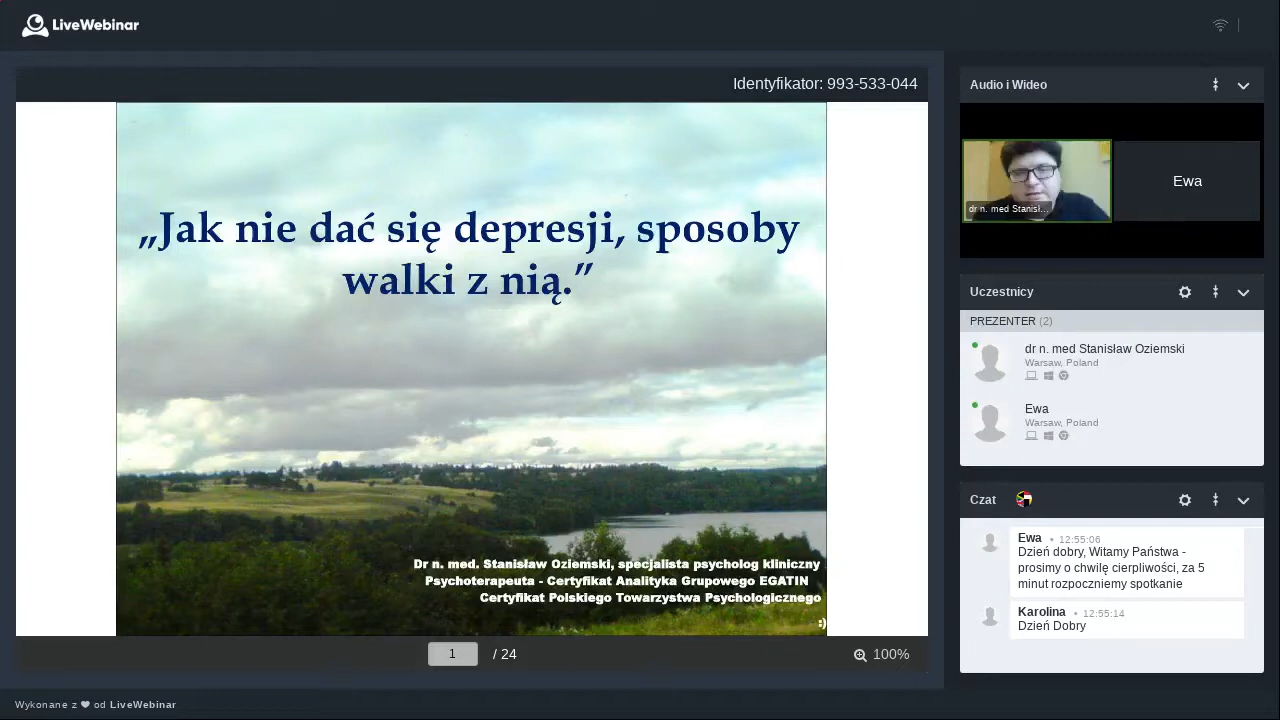 LiveWebinar
Identyfikator: 993-533-044
„Jak nie dać się depresji, sposoby
walki z nią.”
Dr n. med. Stanisław Oziemski, specjalista psycholog kliniczny
Psychoterapeuta - Certyfikat Analityka Grupowego EGATIN
Certyfikat Polskiego Towarzystwa Psychologicznego
:)
1 / 24
100%
Audio i Wideo
dr n. med Stanisł...
Ewa
Uczestnicy
PREZENTER (2)
dr n. med Stanisław Oziemski
Warsaw, Poland
Ewa
Warsaw, Poland
Czat
Ewa • 12:55:06
Dzień dobry, Witamy Państwa -
prosimy o chwilę cierpliwości, za 5
minut rozpoczniemy spotkanie
Karolina • 12:55:14
Dzień Dobry
Wykonane z ❤ od LiveWebinar